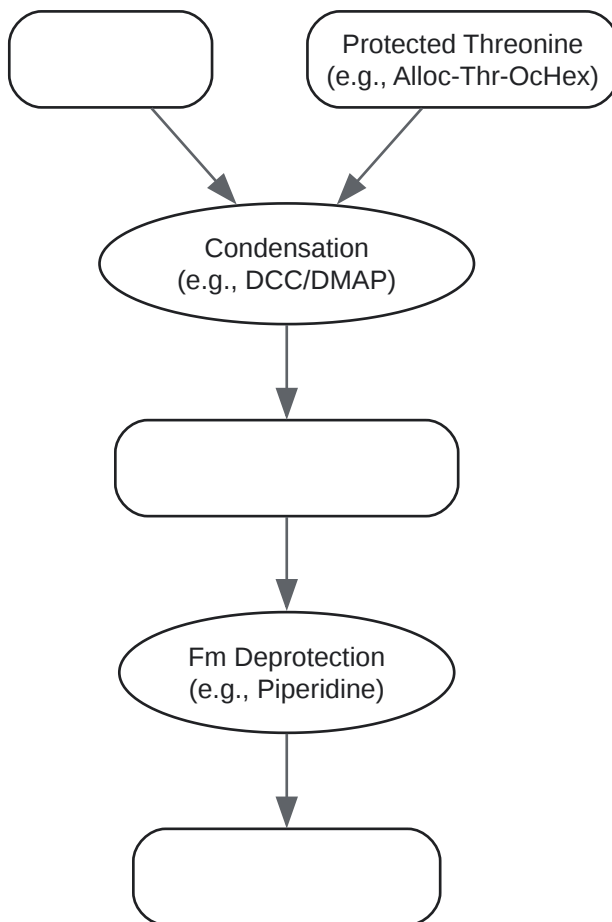 Protected Threonine
(e.g., Alloc-Thr-OcHex)
Condensation
(e.g., DCC/DMAP)
Fm Deprotection
(e.g., Piperidine)